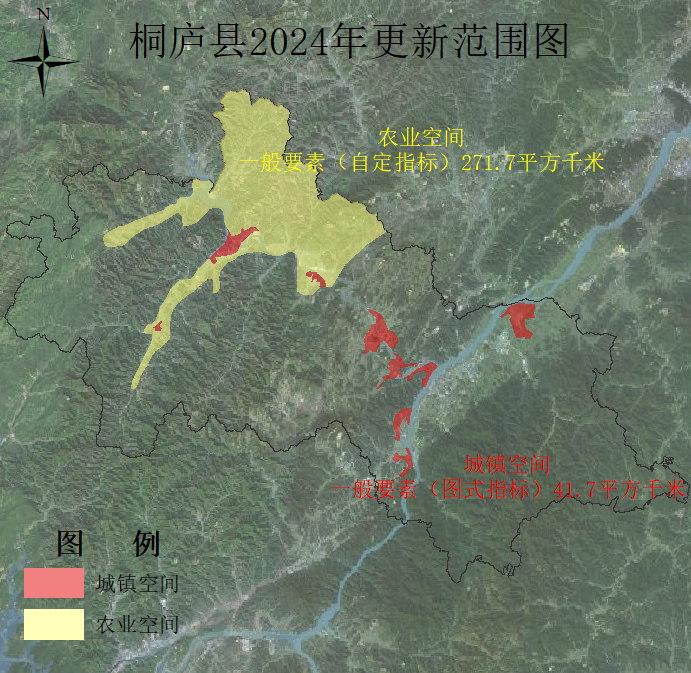 N
桐庐县2024年更新范围图
农业空间
一般要素（自定指标）271.7平方千米
城镇空间
般要素（图式指标）41.7平方千米
图 例
城镇空间
农业空间